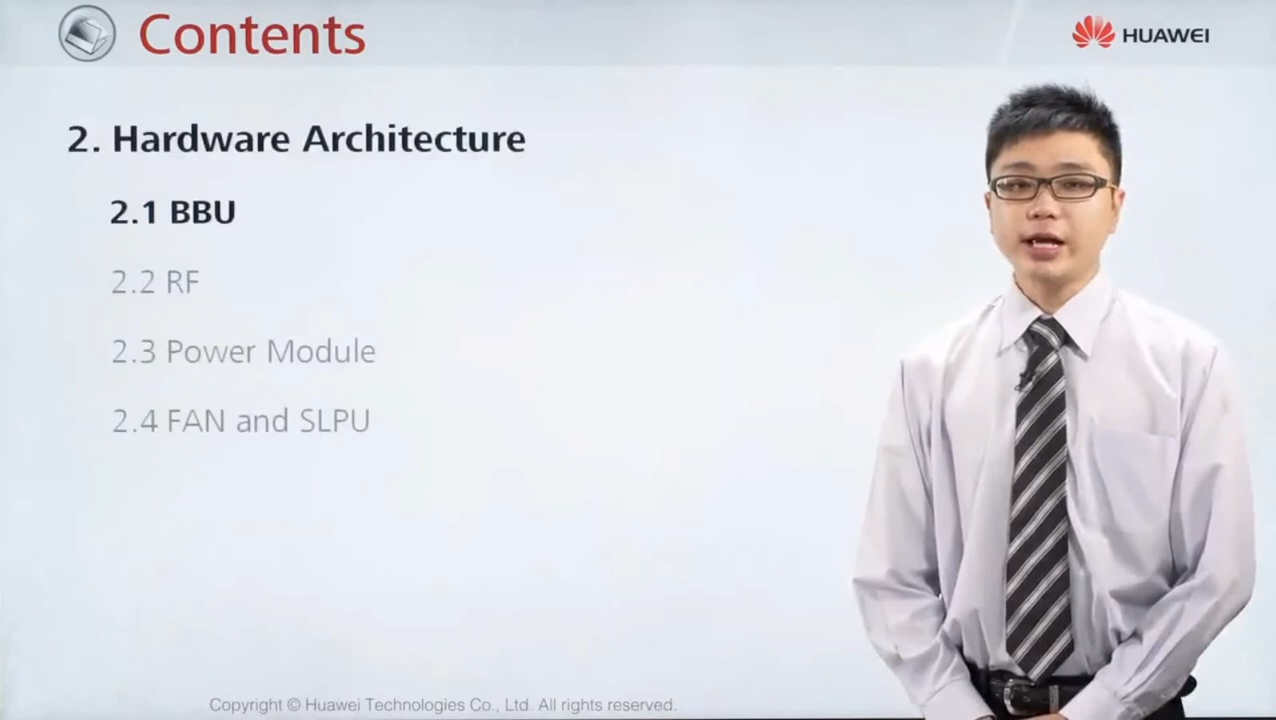 Contents
HUAWEI
2. Hardware Architecture
2.1 BBU
2.2 RF
2.3 Power Module
2.4 FAN and SLPU
Copyright © Huawei Technologies Co., Ltd. All rights reserved.